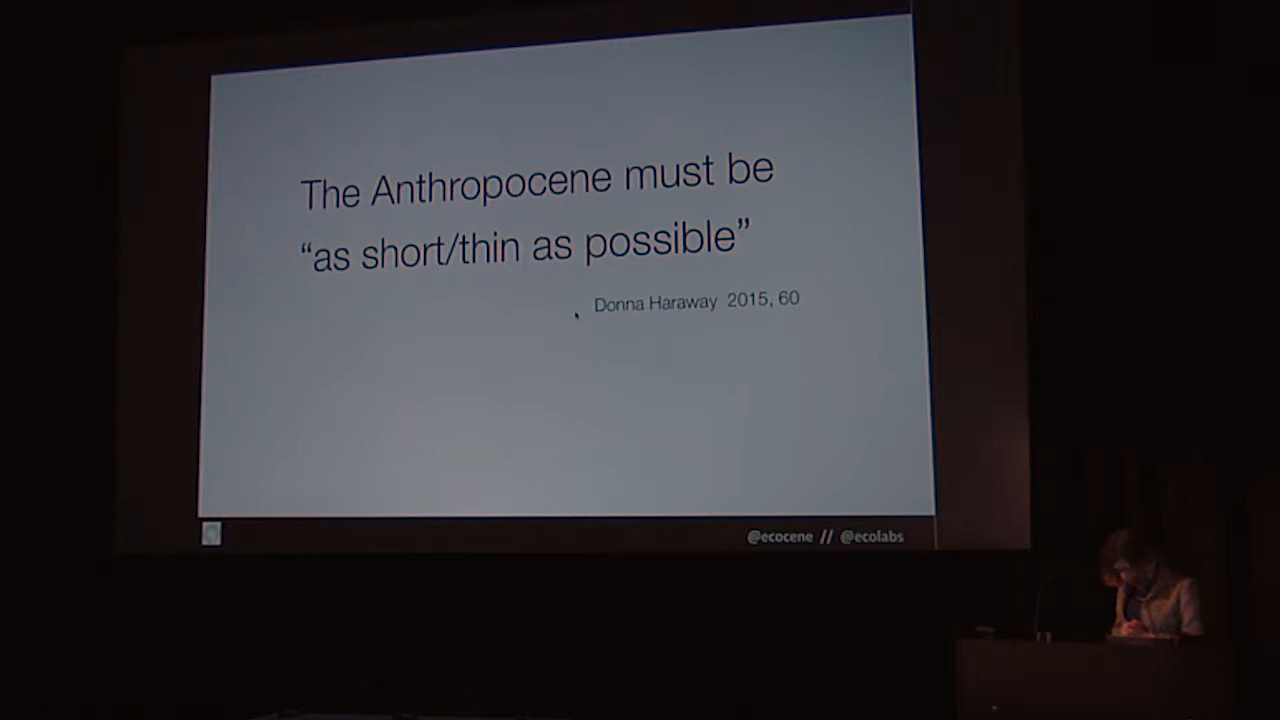 The Anthropocene must be
“as short/thin as possible”
Donna Haraway 2015, 60
@ecocene // @ecolabs